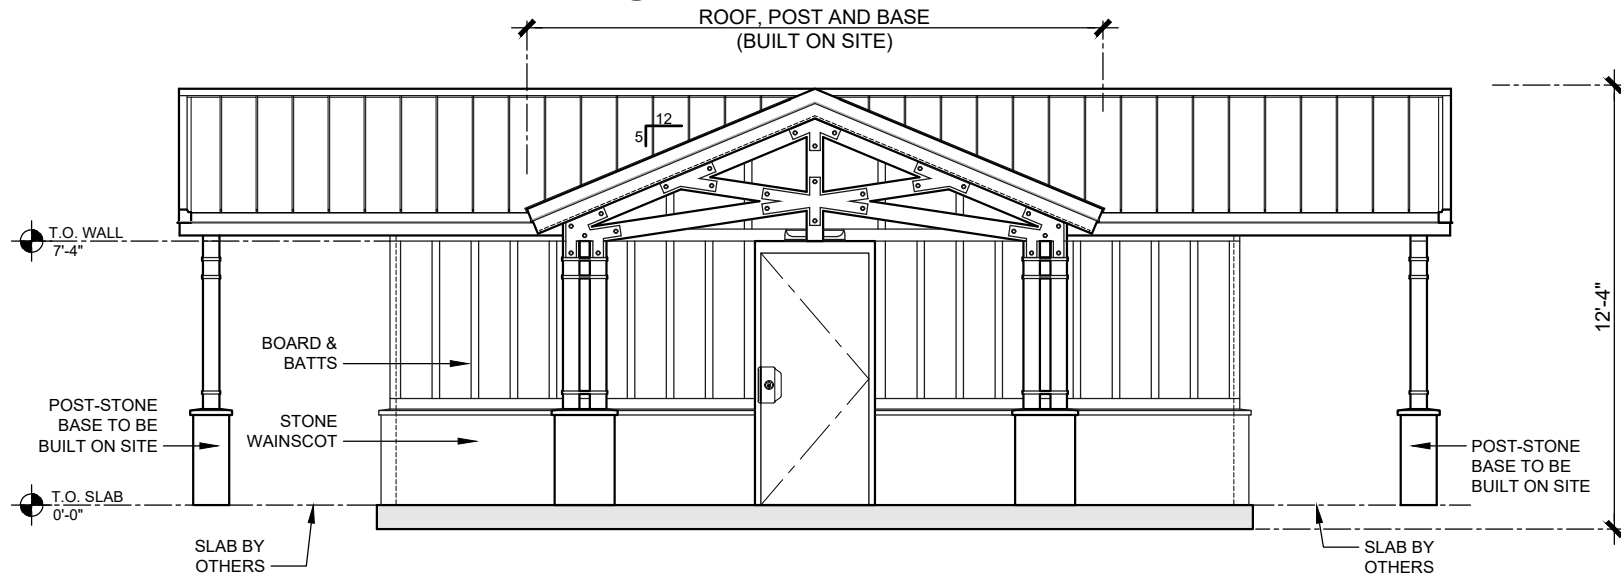 ROOF, POST AND BASE
(BUILT ON SITE)
12
5
T.O. WALL
7'-4"
12'-4"
BOARD &
BATTS
POST-STONE
BASE TO BE
BUILT ON SITE
STONE
WAINSCOT
POST-STONE
BASE TO BE
BUILT ON SITE
T.O. SLAB
0'-0"
SLAB BY
OTHERS
SLAB BY
OTHERS